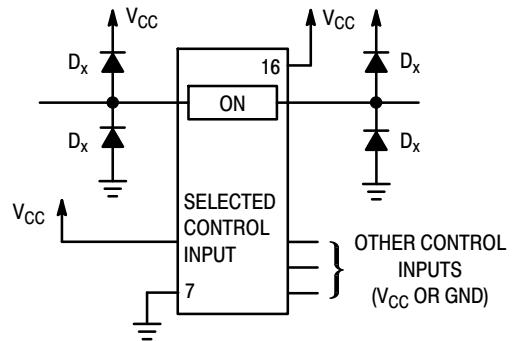 VCC
VCC
Dx
16
Dx
ON
Dx
Dx
VCC
SELECTED
CONTROL
INPUT
OTHER CONTROL
INPUTS
(VCC OR GND)
7